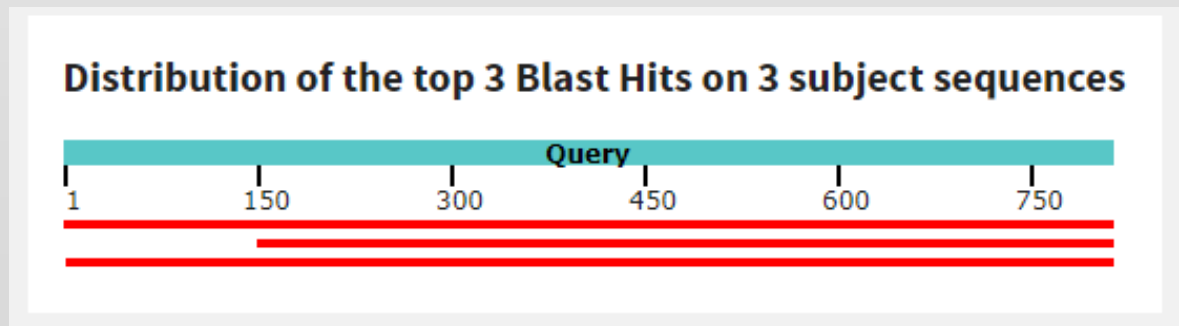 Distribution of the top 3 Blast Hits on 3 subject sequences
Query
1 150 300 450 600 750